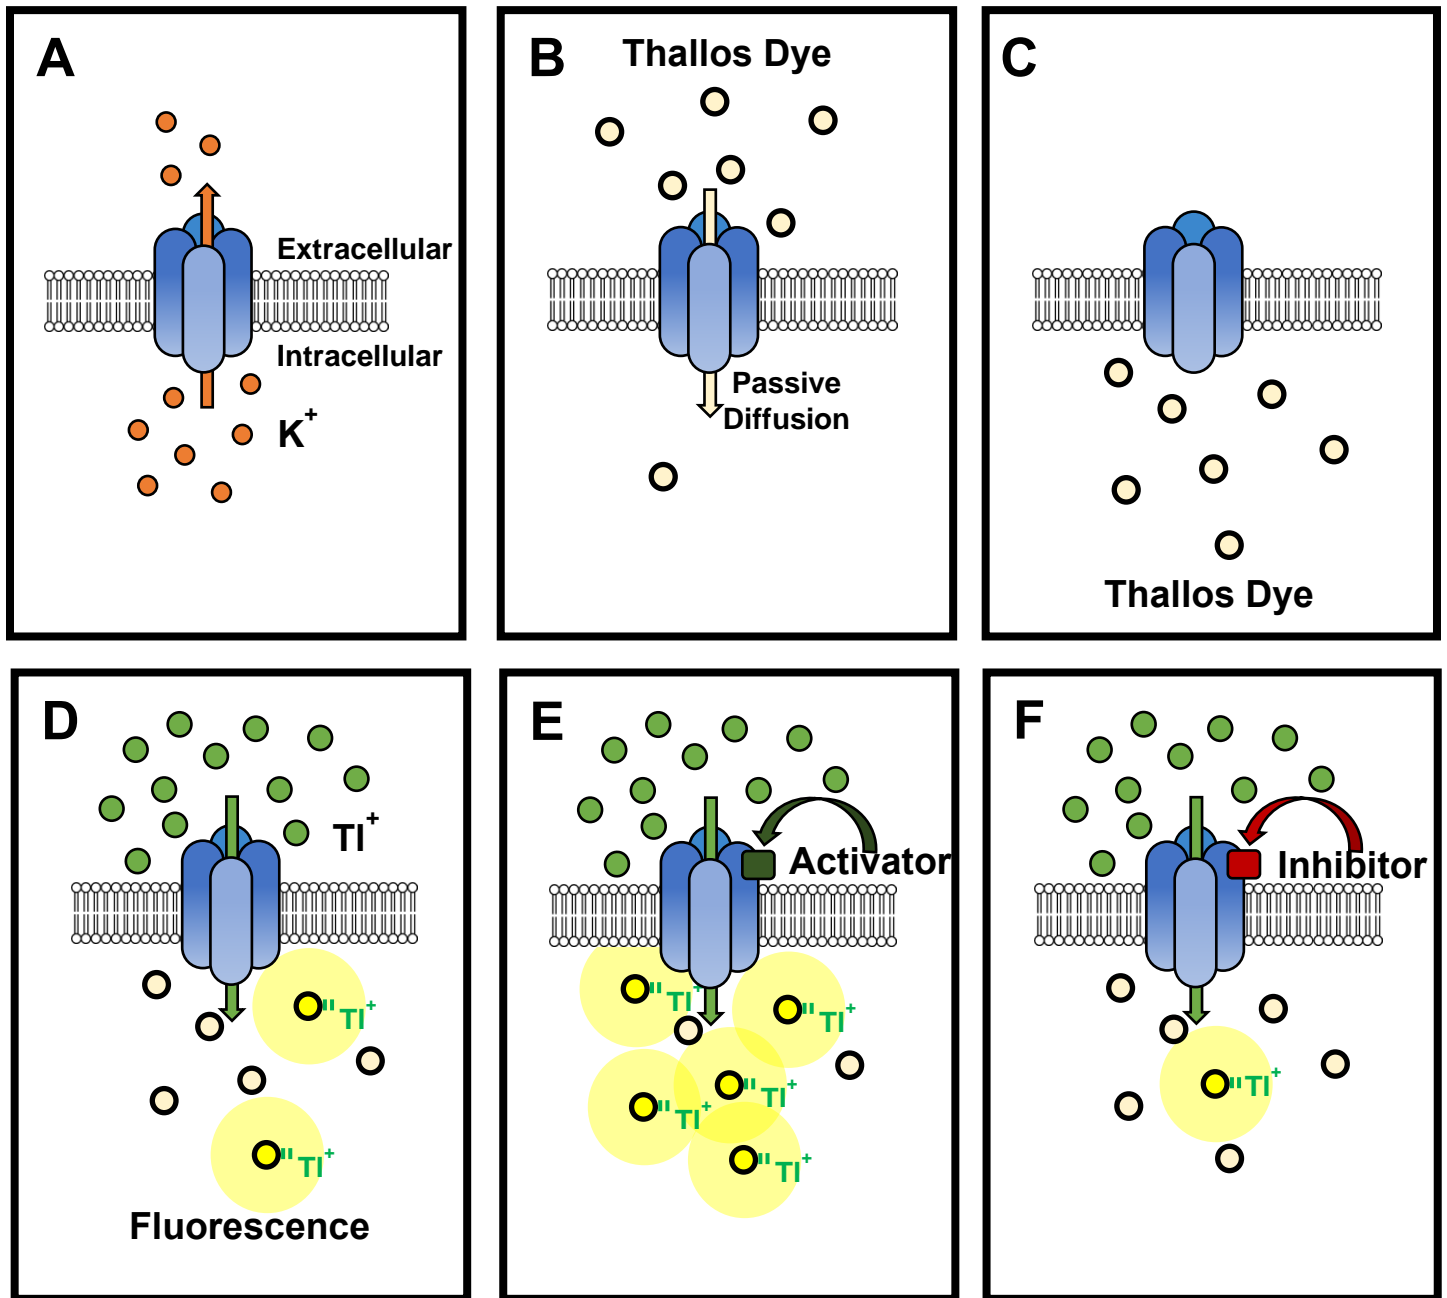 A
Extracellular
Intracellular
K⁺
B
Thallos Dye
Passive
Diffusion
C
Thallos Dye
D
Tl⁺
"Tl⁺
"Tl⁺
Fluorescence
E
Activator
"Tl⁺
"Tl⁺
"Tl⁺
"Tl⁺
"Tl⁺
F
Inhibitor
"Tl⁺